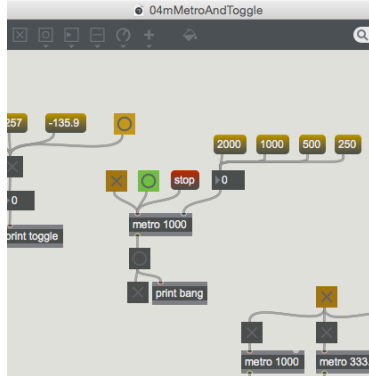 04mMetroAndToggle
257
-135.9
2000
1000
500
250
stop
0
0
metro 1000
print toggle
print bang
metro 1000
metro 333.